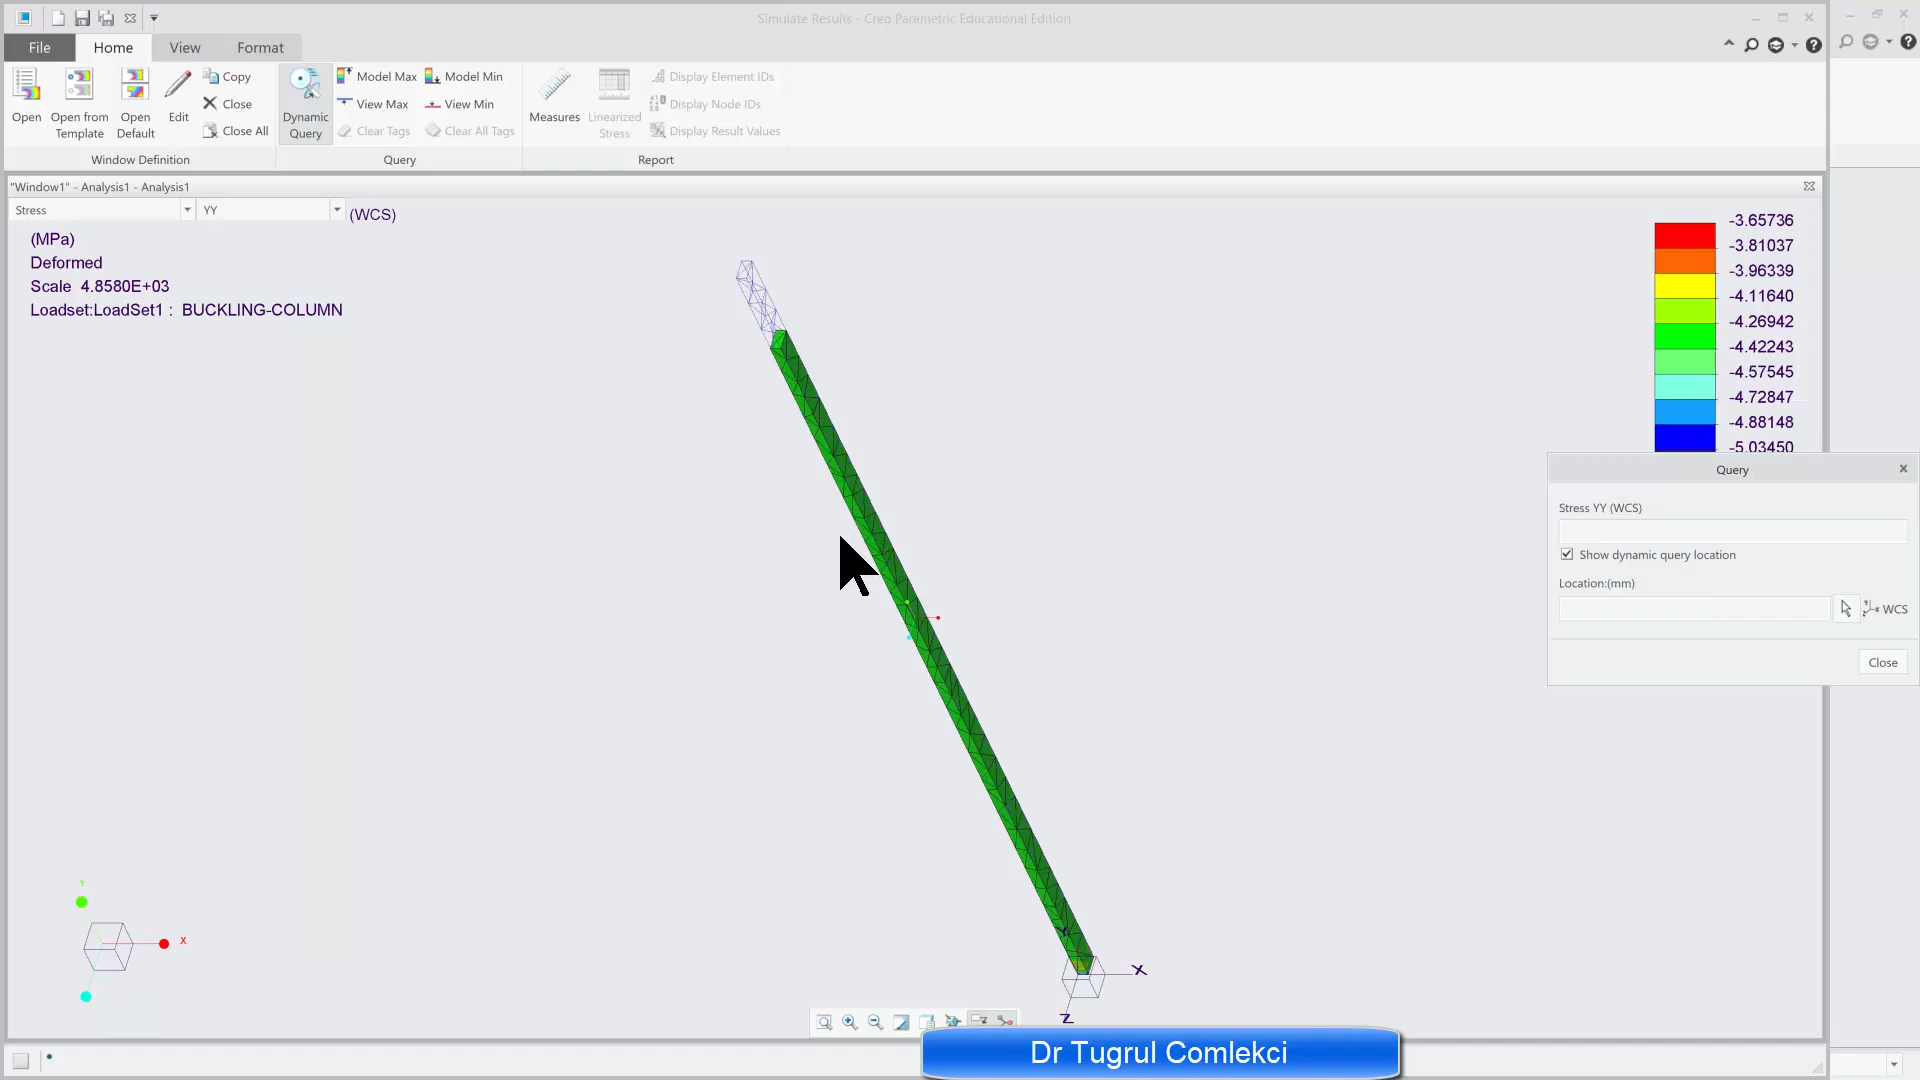 Simulate Results - Creo Parametric Educational Edition
File
Home
View
Format
Open
Open from
Template
Open
Default
Edit
Copy
Close
Close All
Window Definition
Dynamic
Query
Model Max
Model Min
View Max
View Min
Clear Tags
Clear All Tags
Query
Measures
Linearized
Stress
Display Element IDs
Display Node IDs
Display Result Values
Report
"Window1" - Analysis1 - Analysis1
Stress
YY
(WCS)
(MPa)
Deformed
Scale 4.8580E+03
Loadset:LoadSet1 : BUCKLING-COLUMN
-3.65736
-3.81037
-3.96339
-4.11640
-4.26942
-4.42243
-4.57545
-4.72847
-4.88148
-5.03450
Query
Stress YY (WCS)
Show dynamic query location
Location:(mm)
WCS
Close
Y
X
Y
X
Z
Dr Tugrul Comlekci